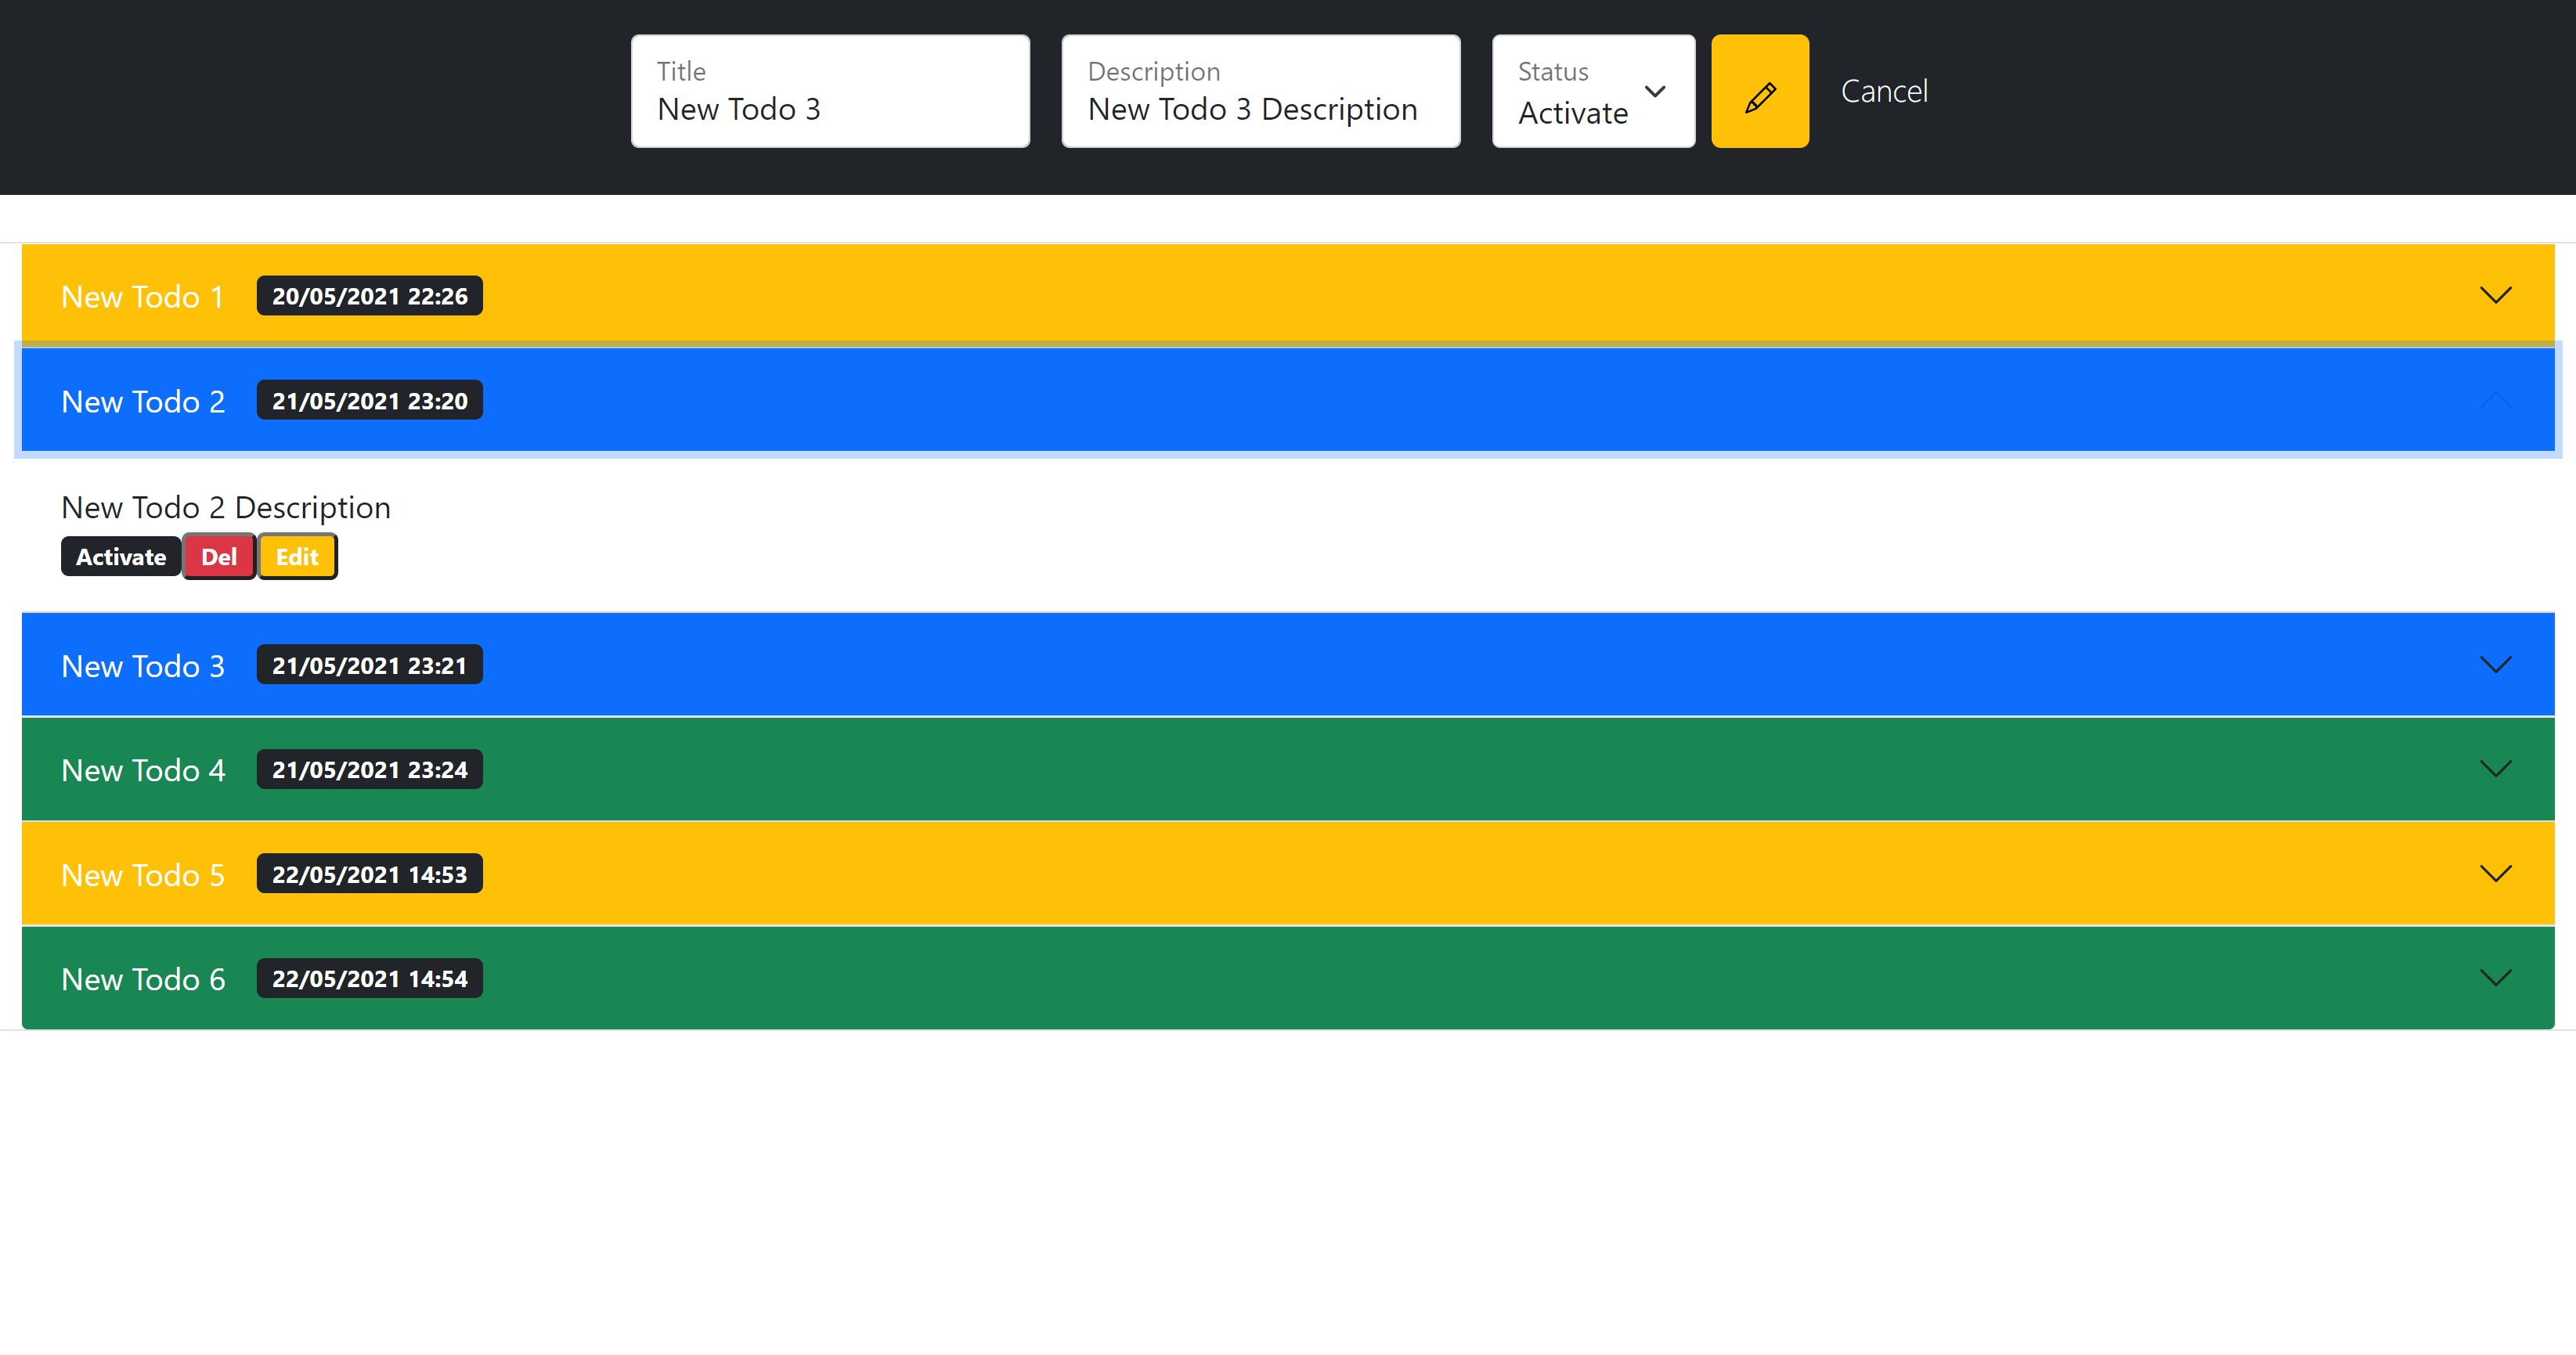 Title
New Todo 3
Description
New Todo 3 Description
Status
Activate
Cancel
New Todo 1 20/05/2021 22:26
New Todo 2 21/05/2021 23:20
New Todo 2 Description
Activate Del Edit
New Todo 3 21/05/2021 23:21
New Todo 4 21/05/2021 23:24
New Todo 5 22/05/2021 14:53
New Todo 6 22/05/2021 14:54